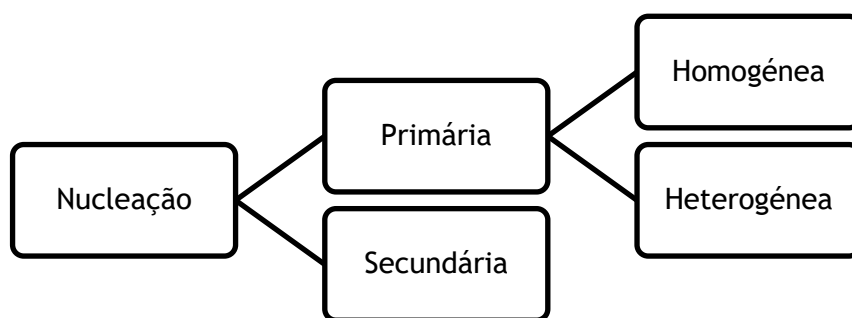 Nucleação
Primária
Homogénea
Heterogénea
Secundária